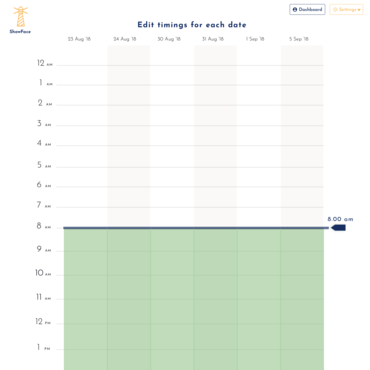 Dashboard
Settings
ShowFace
Edit timings for each date
23 Aug '18 24 Aug '18 30 Aug '18 31 Aug '18 1 Sep '18 5 Sep '18
12 AM
1 AM
2 AM
3 AM
4 AM
5 AM
6 AM
7 AM
8 AM
8.00 am
9 AM
10 AM
11 AM
12 PM
1 PM